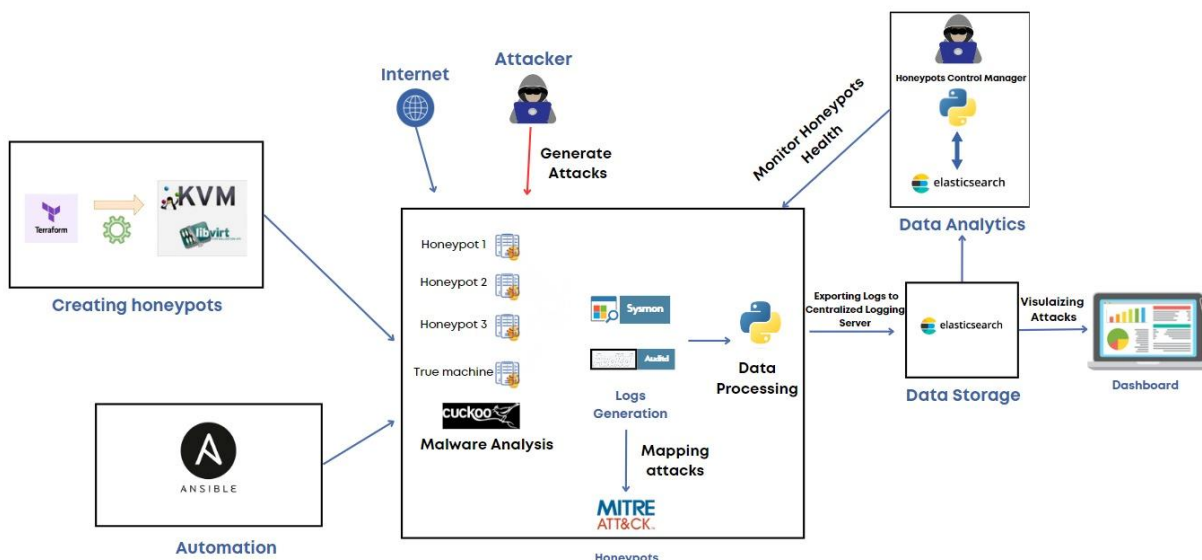 Internet
Attacker
Generate
Attacks
Monitor Honeypots
Health
Honeypots Control Manager
elasticsearch
Data Analytics
Terraform
KVM
libvirt
Creating honeypots
Honeypot 1
Honeypot 2
Honeypot 3
True machine
cuckoo
Malware Analysis
Sysmon
Auditd
Logs
Generation
Data
Processing
Mapping
attacks
MITRE
ATT&CK.
Honeypots
Exporting Logs to
Centralized Logging
Server
elasticsearch
Data Storage
Visulaizing
Attacks
Dashboard
ANSIBLE
Automation